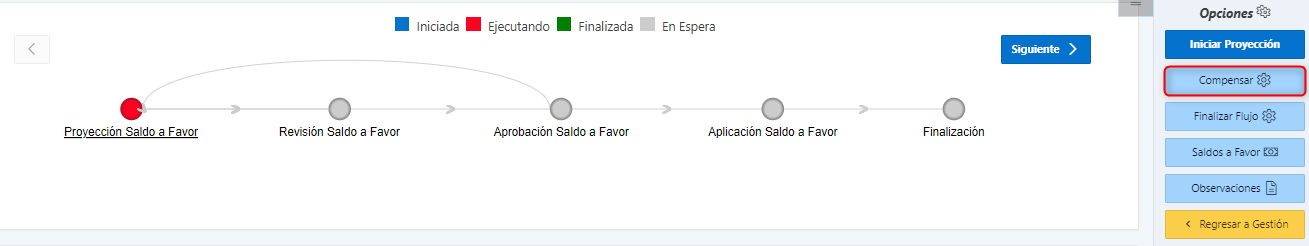 Iniciada Ejecutando Finalizada En Espera
Siguiente
Proyección Saldo a Favor Revisión Saldo a Favor Aprobación Saldo a Favor Aplicación Saldo a Favor Finalización
Opciones
Iniciar Proyección
Compensar
Finalizar Flujo
Saldos a Favor
Observaciones
Regresar a Gestión